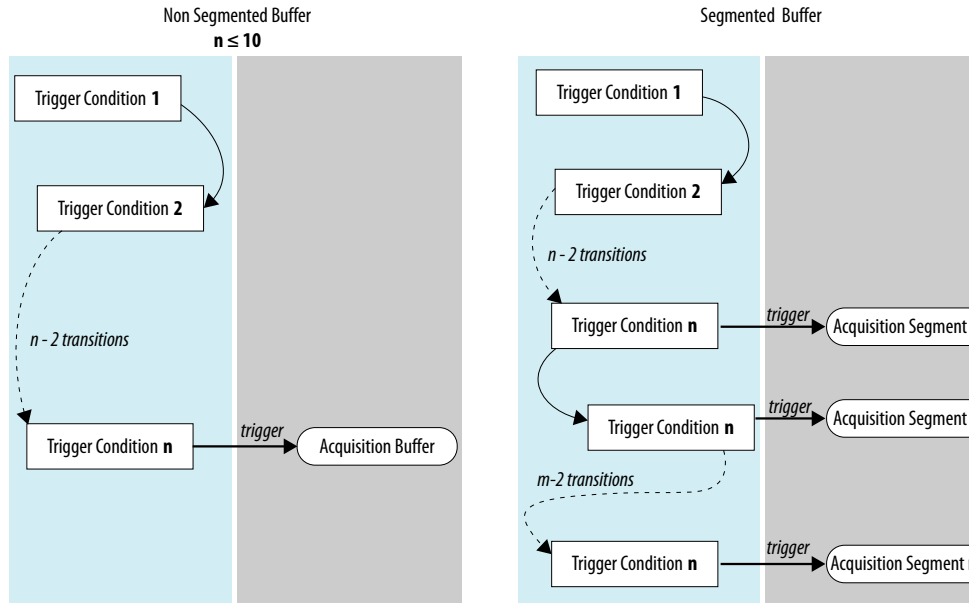 Non Segmented Buffer
n ≤ 10
Trigger Condition 1
Trigger Condition 2
n - 2 transitions
Trigger Condition n
trigger
Acquisition Buffer
Segmented Buffer
Trigger Condition 1
Trigger Condition 2
n - 2 transitions
Trigger Condition n
trigger
Acquisition Segment
Trigger Condition n
trigger
Acquisition Segment
m-2 transitions
Trigger Condition n
trigger
Acquisition Segment